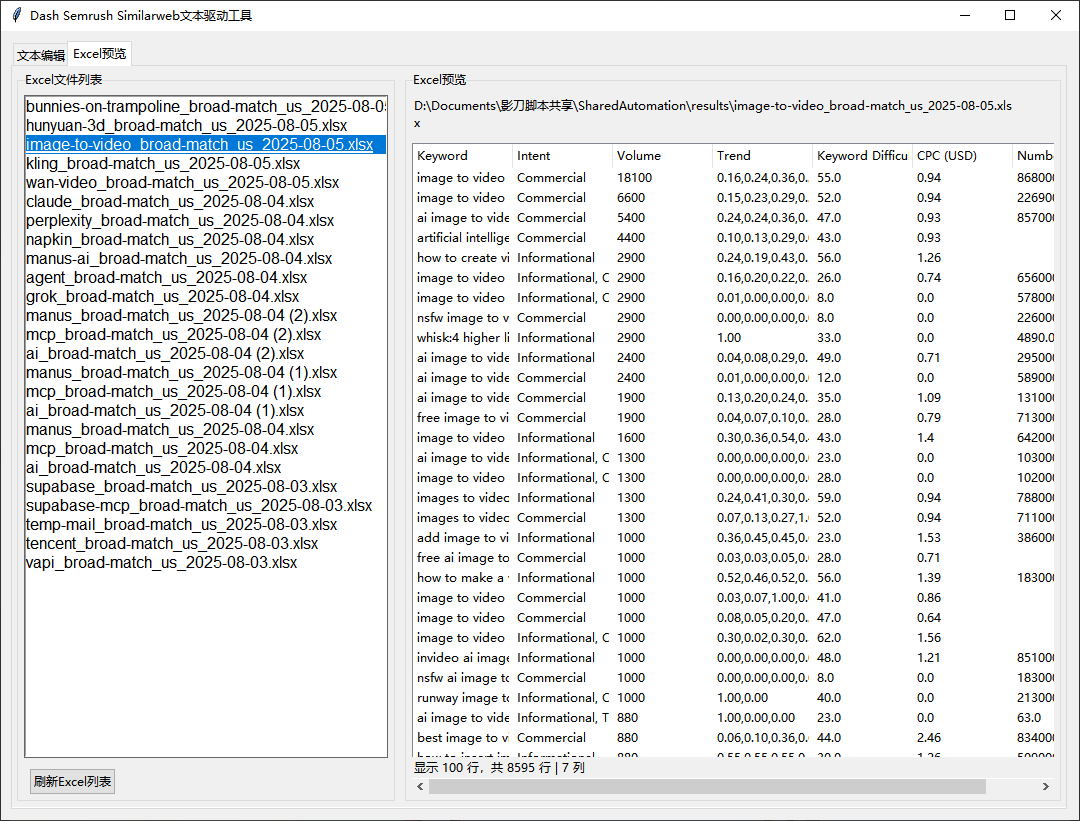 Dash Semrush Similarweb文本驱动工具
文本编辑 Excel预览
Excel文件列表
bunnies-on-trampoline_broad-match_us_2025-08-05
hunyuan-3d_broad-match_us_2025-08-05.xlsx
image-to-video_broad-match_us_2025-08-05.xlsx
kling_broad-match_us_2025-08-05.xlsx
wan-video_broad-match_us_2025-08-05.xlsx
claude_broad-match_us_2025-08-04.xlsx
perplexity_broad-match_us_2025-08-04.xlsx
napkin_broad-match_us_2025-08-04.xlsx
manus-ai_broad-match_us_2025-08-04.xlsx
agent_broad-match_us_2025-08-04.xlsx
grok_broad-match_us_2025-08-04.xlsx
manus_broad-match_us_2025-08-04 (2).xlsx
mcp_broad-match_us_2025-08-04 (2).xlsx
ai_broad-match_us_2025-08-04 (2).xlsx
manus_broad-match_us_2025-08-04 (1).xlsx
mcp_broad-match_us_2025-08-04 (1).xlsx
ai_broad-match_us_2025-08-04 (1).xlsx
manus_broad-match_us_2025-08-04.xlsx
mcp_broad-match_us_2025-08-04.xlsx
ai_broad-match_us_2025-08-04.xlsx
supabase_broad-match_us_2025-08-03.xlsx
supabase-mcp_broad-match_us_2025-08-03.xlsx
temp-mail_broad-match_us_2025-08-03.xlsx
tencent_broad-match_us_2025-08-03.xlsx
vapi_broad-match_us_2025-08-03.xlsx
刷新Excel列表
Excel预览
D:\Documents\影刀脚本共享\SharedAutomation\results\image-to-video_broad-match_us_2025-08-05.xls
x
Keyword Intent Volume Trend Keyword Difficu CPC (USD) Numb
image to video Commercial 18100 0.16,0.24,0.36,0. 55.0 0.94 86800
image to video Commercial 6600 0.15,0.23,0.29,0. 52.0 0.94 226900
ai image to vide Commercial 5400 0.24,0.24,0.36,0. 47.0 0.93 857000
artificial intellige Commercial 4400 0.10,0.13,0.29,0. 43.0 0.93
how to create vi Informational 2900 0.24,0.19,0.43,0. 56.0 1.26
image to video Informational, C 2900 0.16,0.20,0.22,0. 26.0 0.74 656000
image to video Informational, C 2900 0.01,0.00,0.00,0. 8.0 0.0 578000
nsfw image to v Commercial 2900 0.00,0.00,0.00,0. 8.0 0.0 226000
whisk:4 higher li Informational 2900 1.00 33.0 0.0 4890.0
ai image to vide Informational 2400 0.04,0.08,0.29,0. 49.0 0.71 295000
ai image to vide Commercial 2400 0.01,0.00,0.00,0. 12.0 0.0 589000
ai image to vide Commercial 1900 0.13,0.20,0.24,0. 35.0 1.09 131000
free image to vi Commercial 1900 0.04,0.07,0.10,0. 28.0 0.79 713000
image to video Informational 1600 0.30,0.36,0.54,0. 43.0 1.4 642000
ai image to vide Informational, C 1300 0.00,0.00,0.00,0. 23.0 0.0 103000
image to video Informational, C 1300 0.00,0.00,0.00,0. 28.0 0.0 102000
images to video Informational 1300 0.24,0.41,0.30,0. 59.0 0.94 788000
images to video Commercial 1300 0.07,0.13,0.27,1. 52.0 0.94 711000
add image to vi Informational 1000 0.36,0.45,0.45,0. 23.0 1.53 386000
free ai image to Commercial 1000 0.03,0.03,0.05,0. 28.0 0.71
how to make a Informational 1000 0.52,0.46,0.52,0. 56.0 1.39 183000
image to video Commercial 1000 0.03,0.07,1.00,0. 41.0 0.86
image to video Commercial 1000 0.08,0.05,0.20,0. 47.0 0.64
image to video Informational, C 1000 0.30,0.02,0.30,0. 62.0 1.56
invideo ai image Informational 1000 0.00,0.00,0.00,0. 48.0 1.21 851000
nsfw ai image to Commercial 1000 0.00,0.00,0.00,0. 8.0 0.0 183000
runway image to Informational, C 1000 1.00,0.00 40.0 0.0 213000
ai image to vide Informational, T 880 1.00,0.00,0.00 23.0 0.0 63.0
best image to vi Commercial 880 0.06,0.10,0.36,0. 44.0 2.46 834000
显示 100 行，共 8595 行 | 7 列